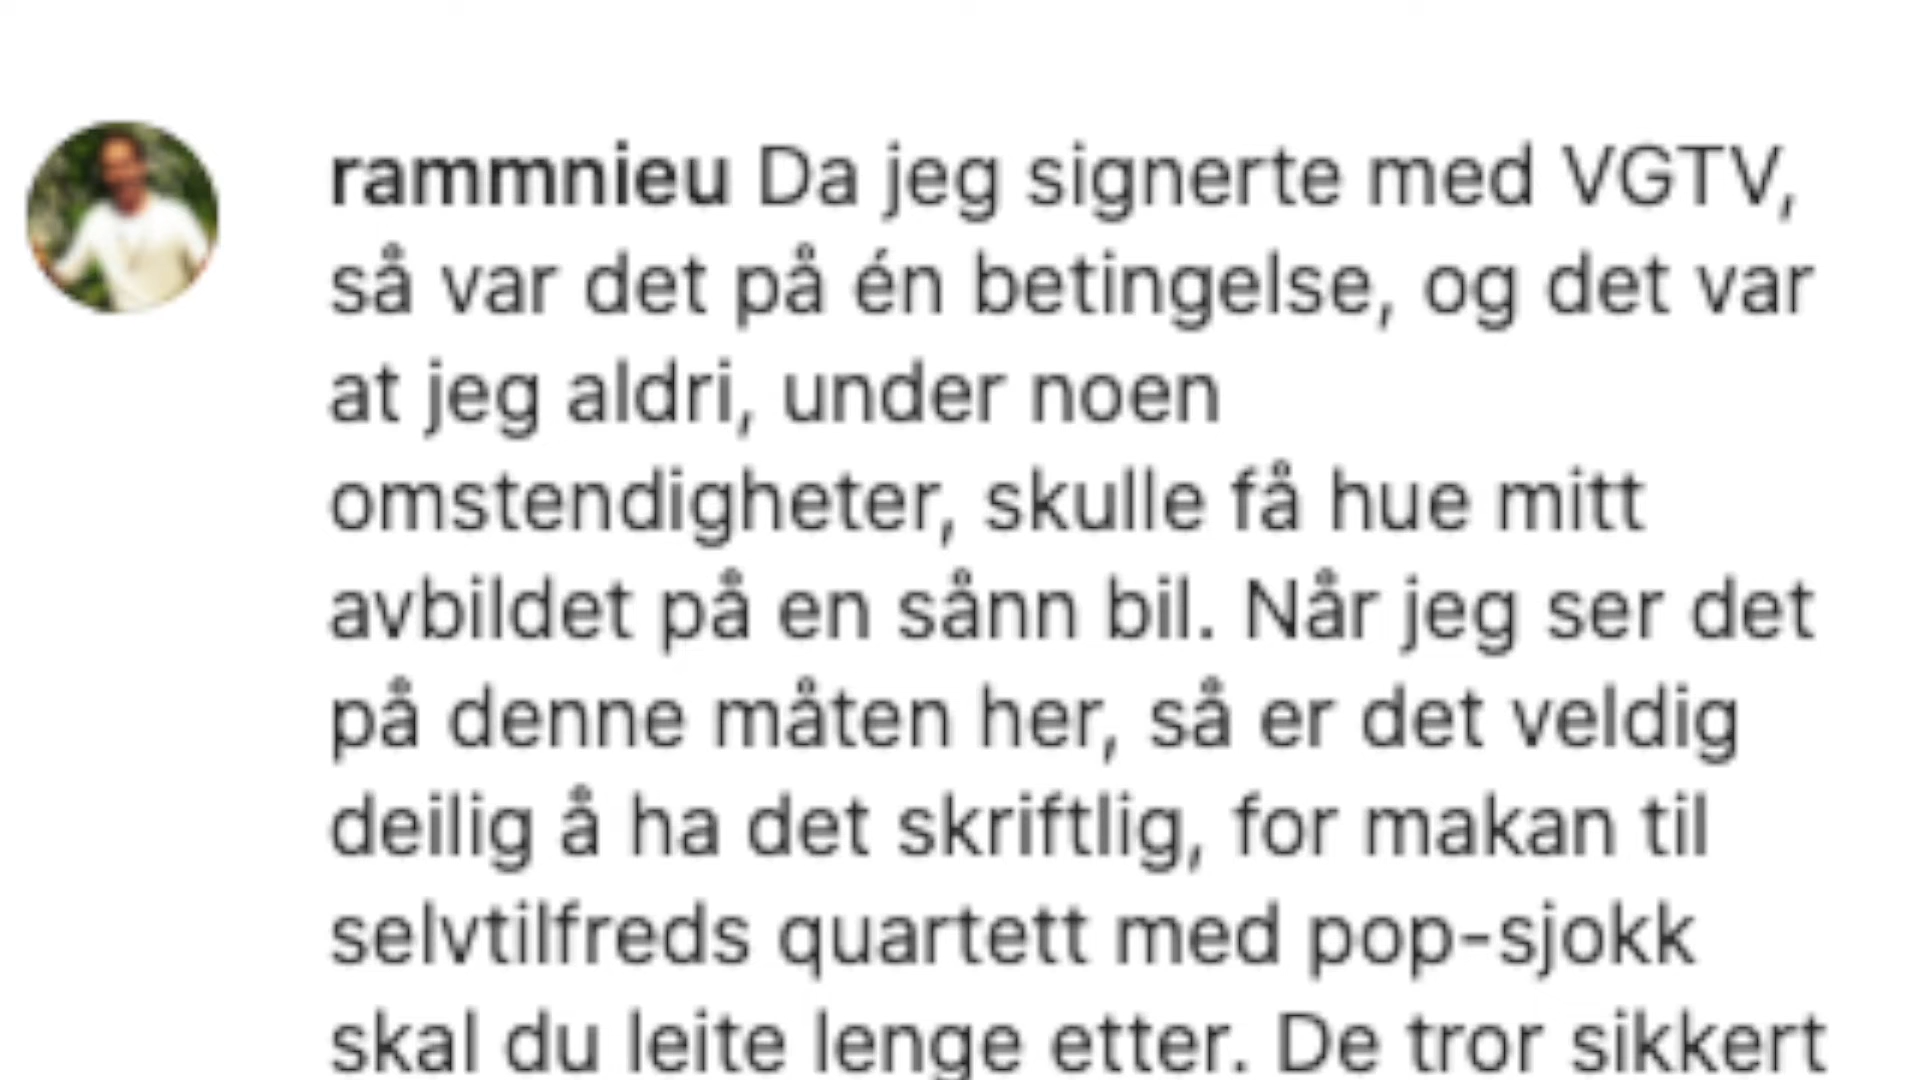 rammnieu Da jeg signerte med VGTV,
så var det på én betingelse, og det var
at jeg aldri, under noen
omstendigheter, skulle få hue mitt
avbildet på en sånn bil. Når jeg ser det
på denne måten her, så er det veldig
deilig å ha det skriftlig, for makan til
selvtilfreds quartett med pop-sjokk
skal du leite lenge etter. De tror sikkert